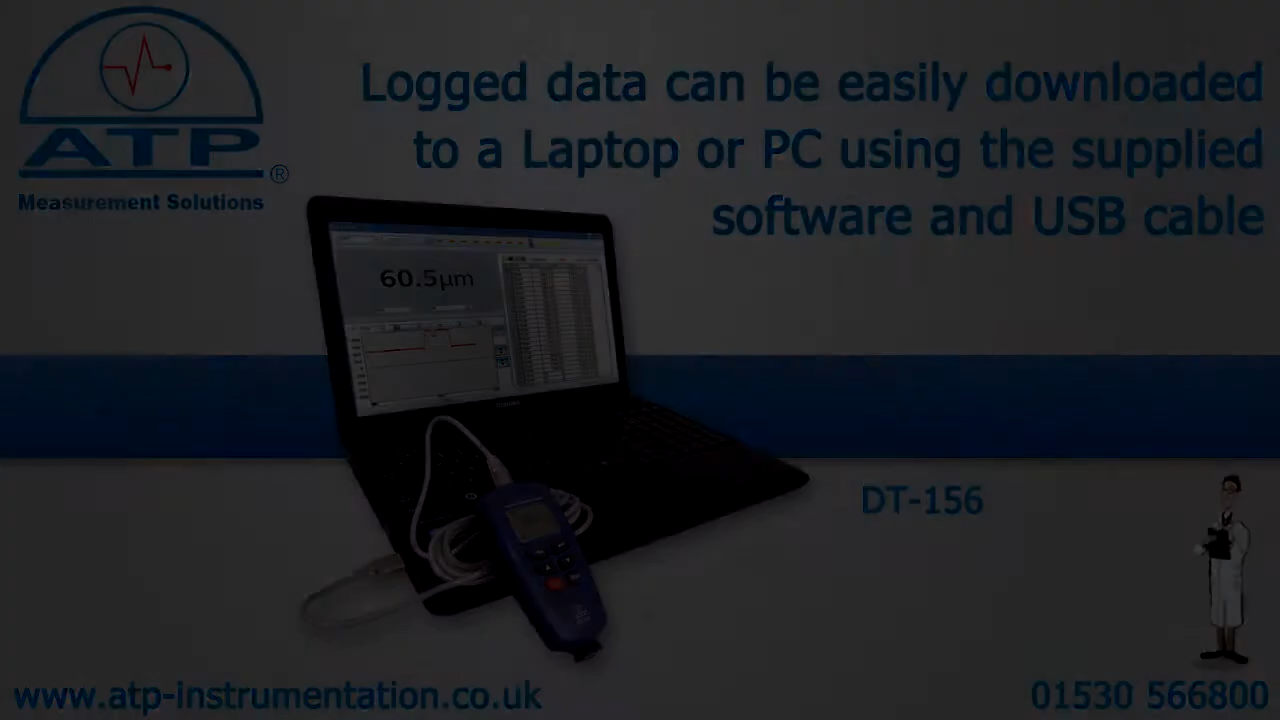 ATP
®
Measurement Solutions
Logged data can be easily downloaded
to a Laptop or PC using the supplied
software and USB cable
60.5µm
DT-156
www.atp-instrumentation.co.uk
01530 566800